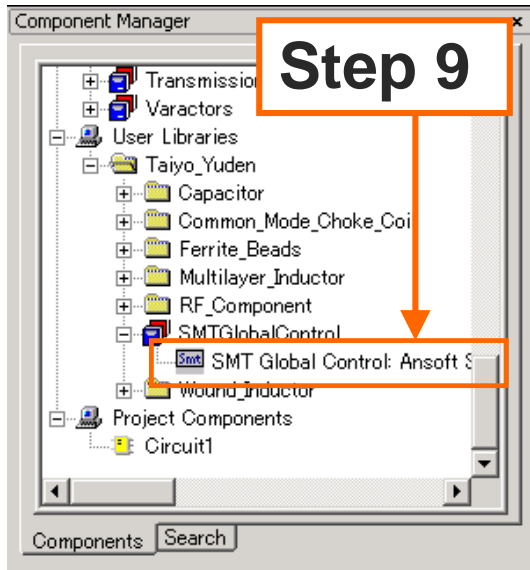 Component Manager
Step 9
Transmission
Varactors
User Libraries
Taiyo_Yuden
Capacitor
Common_Mode_Choke_Coi
Ferrite_Beads
Multilayer_Inductor
RF_Component
SMTGlobalControl
Smt SMT Global Control: Ansoft S
Wound_Inductor
Project Components
Circuit1
Components Search